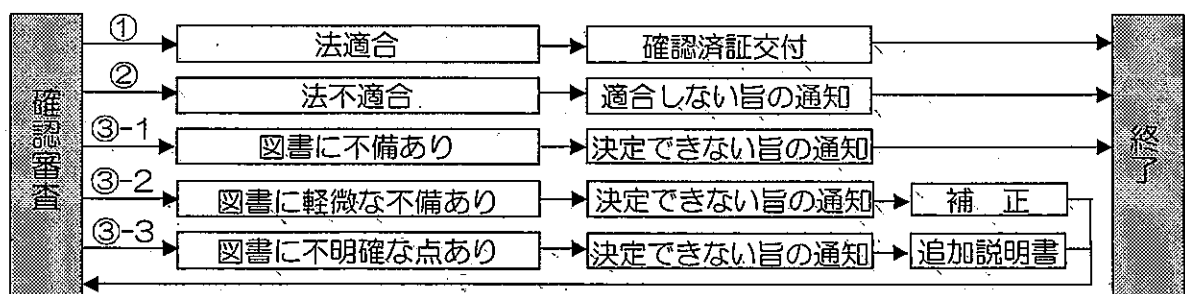 確認審査
① 法適合 確認済証交付
② 法不適合 適合しない旨の通知
③-1 図書に不備あり 決定できない旨の通知
③-2 図書に軽微な不備あり 決定できない旨の通知 補 正
③-3 図書に不明確な点あり 決定できない旨の通知 追加説明書
終了